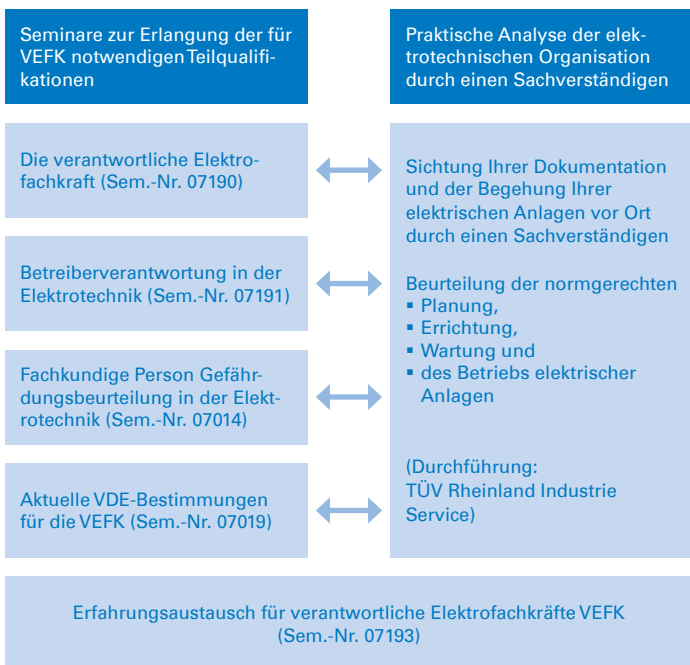 Seminare zur Erlangung der für
VEFK notwendigen Teilqualifi-
kationen
Praktische Analyse der elek-
trotechnischen Organisation
durch einen Sachverständigen
Die verantwortliche Elektro-
fachkraft (Sem.-Nr. 07190)
Betreiberverantwortung in der
Elektrotechnik (Sem.-Nr. 07191)
Fachkundige Person Gefähr-
dungsbeurteilung in der Elekt-
rotechnik (Sem.-Nr. 07014)
Aktuelle VDE-Bestimmungen
für die VEFK (Sem.-Nr. 07019)
Sichtung Ihrer Dokumentation
und der Begehung Ihrer
elektrischen Anlagen vor Ort
durch einen Sachverständigen
Beurteilung der normgerechten
▪ Planung,
▪ Errichtung,
▪ Wartung und
▪ des Betriebs elektrischer
Anlagen
(Durchführung:
TÜV Rheinland Industrie
Service)
Erfahrungsaustausch für verantwortliche Elektrofachkräfte VEFK
(Sem.-Nr. 07193)